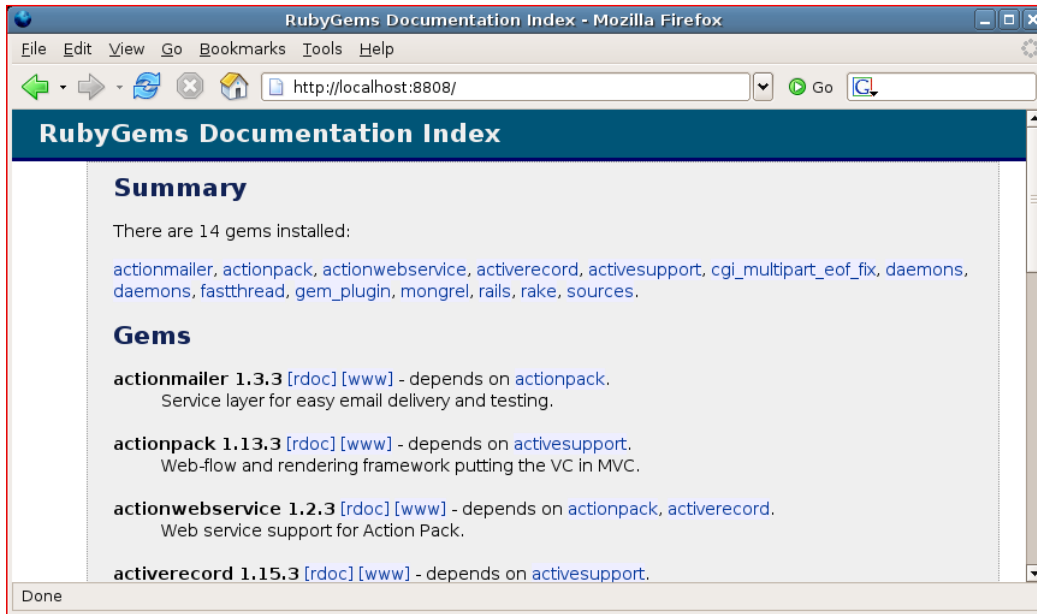 RubyGems Documentation Index - Mozilla Firefox
File Edit View Go Bookmarks Tools Help
http://localhost:8808/ Go G
RubyGems Documentation Index
Summary
There are 14 gems installed:
actionmailer, actionpack, actionwebservice, activerecord, activesupport, cgi_multipart_eof_fix, daemons,
daemons, fastthread, gem_plugin, mongrel, rails, rake, sources.
Gems
actionmailer 1.3.3 [rdoc] [www] - depends on actionpack.
Service layer for easy email delivery and testing.
actionpack 1.13.3 [rdoc] [www] - depends on activesupport.
Web-flow and rendering framework putting the VC in MVC.
actionwebservice 1.2.3 [rdoc] [www] - depends on actionpack, activerecord.
Web service support for Action Pack.
activerecord 1.15.3 [rdoc] [www] - depends on activesupport.
Done